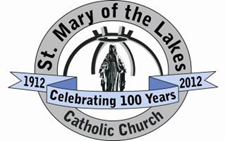 St. Mary of the Lakes
1912
2012
Celebrating 100 Years
Catholic Church